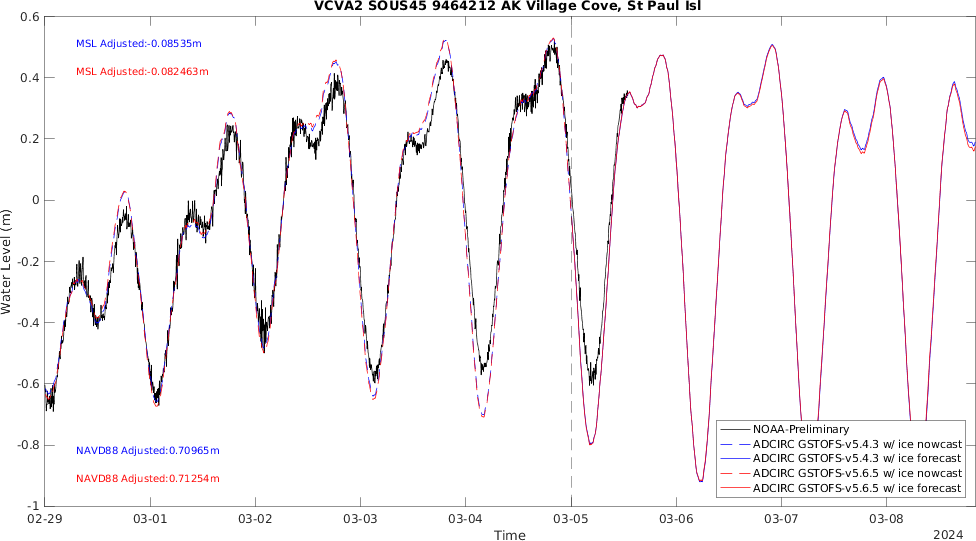 VCVA2 SOUS45 9464212 AK Village Cove, St Paul Isl
0.6
0.4
0.2
0
-0.2
-0.4
-0.6
-0.8
-1
Water Level (m)
MSL Adjusted:-0.08535m
MSL Adjusted:-0.082463m
NAVD88 Adjusted:0.70965m
NAVD88 Adjusted:0.71254m
NOAA-Preliminary
ADCIRC GSTOFS-v5.4.3 w/ ice nowcast
ADCIRC GSTOFS-v5.4.3 w/ ice forecast
ADCIRC GSTOFS-v5.6.5 w/ ice nowcast
ADCIRC GSTOFS-v5.6.5 w/ ice forecast
02-29 03-01 03-02 03-03 03-04 03-05 03-06 03-07 03-08
Time
2024